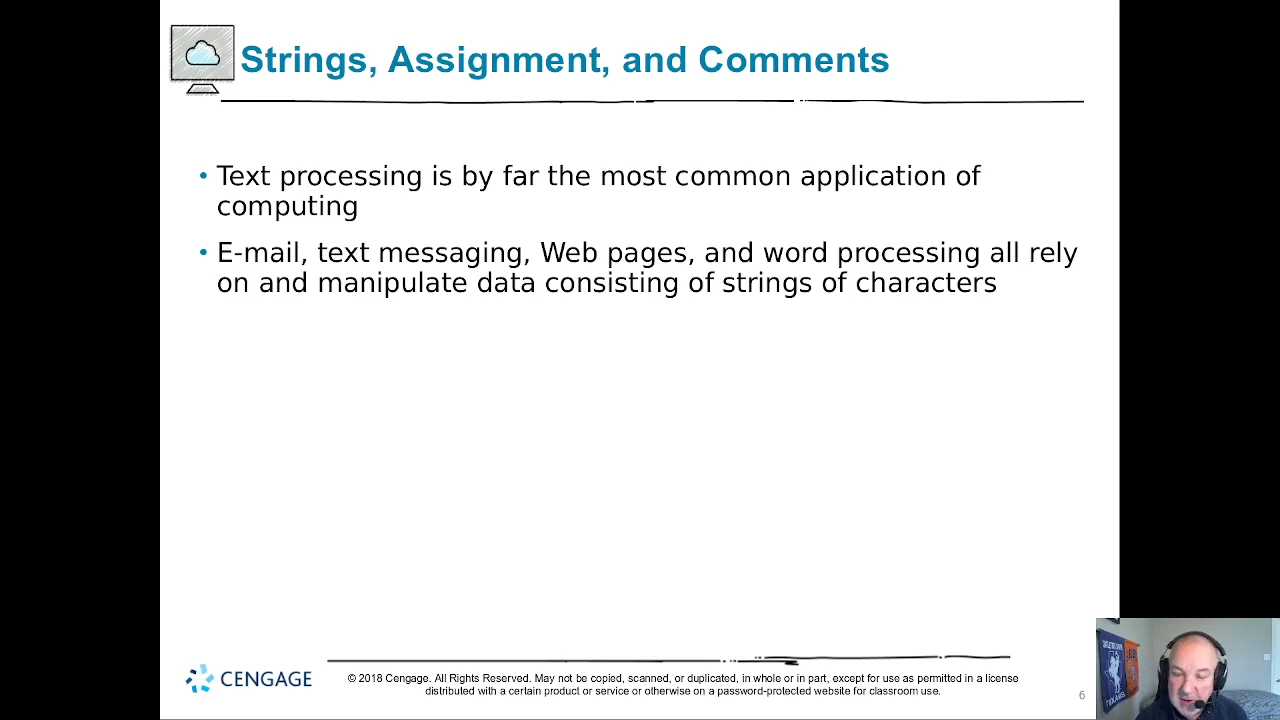 Strings, Assignment, and Comments
• Text processing is by far the most common application of
computing
• E-mail, text messaging, Web pages, and word processing all rely
on and manipulate data consisting of strings of characters
CENGAGE
© 2018 Cengage. All Rights Reserved. May not be copied, scanned, or duplicated, in whole or in part, except for use as permitted in a license
distributed with a certain product or service or otherwise on a password-protected website for classroom use.
6